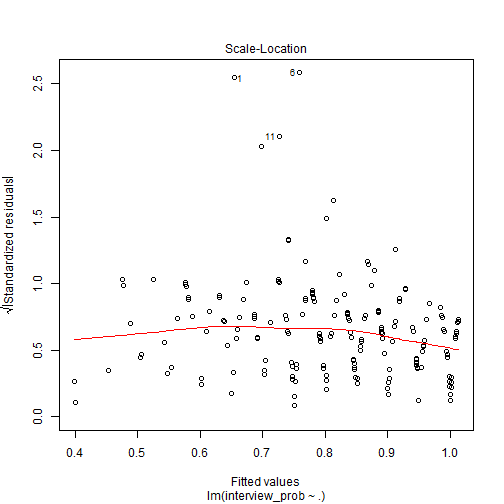 Scale-Location
√|Standardized residuals|
2.5
2.0
1.5
1.0
0.5
0.0
1
6
11
0.4 0.5 0.6 0.7 0.8 0.9 1.0
Fitted values
lm(interview_prob ~ .)